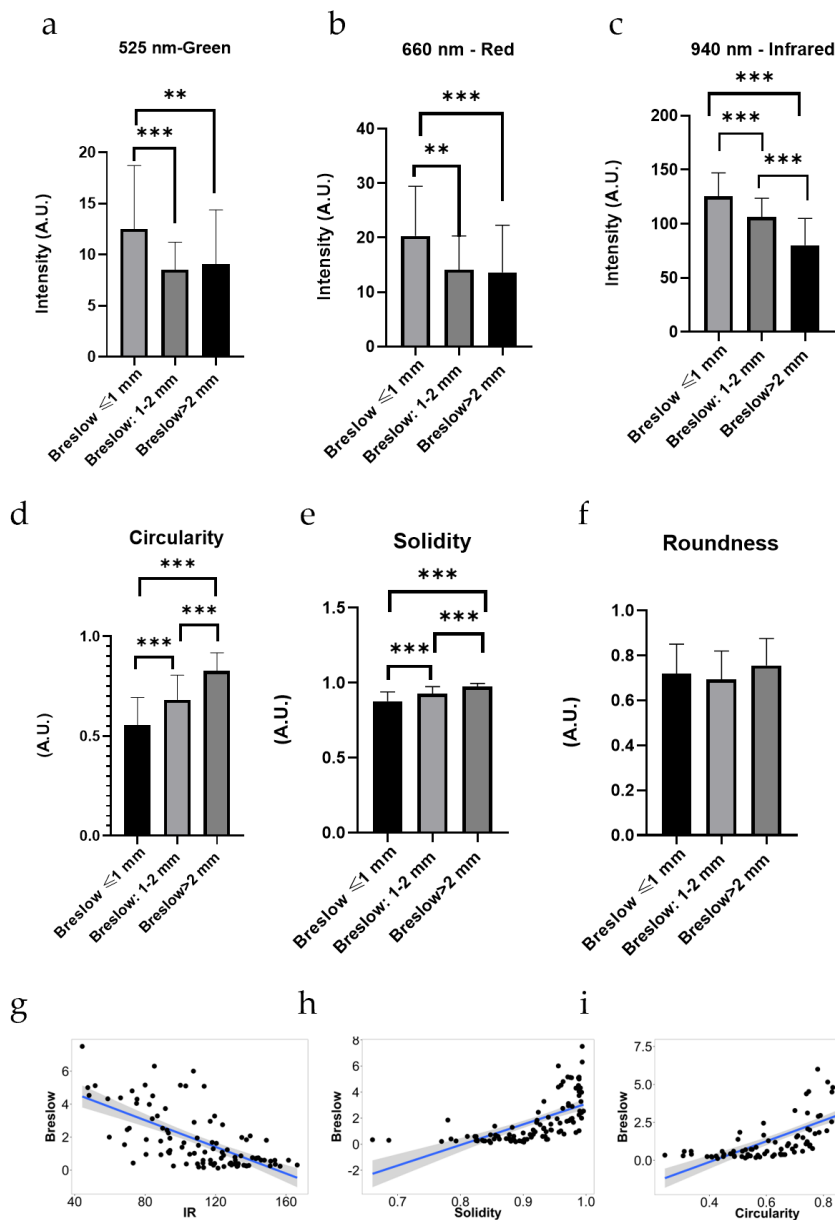 a
b
c
525 nm-Green
660 nm - Red
940 nm - Infrared
**
***
***
***
**
***
***
20
15
10
5
0
Intensity (A.U.)
Breslow ≤1 mm
Breslow: 1-2 mm
Breslow>2 mm
40
30
20
10
0
Intensity (A.U.)
Breslow ≤1 mm
Breslow: 1-2 mm
Breslow>2 mm
200
150
100
50
0
Intensity (A.U.)
Breslow ≤1 mm
Breslow: 1-2 mm
Breslow>2 mm
d
e
f
Circularity
Solidity
Roundness
***
***
***
***
***
***
1.0
0.5
0.0
(A.U.)
Breslow ≤1 mm
Breslow: 1-2 mm
Breslow>2 mm
1.5
1.0
0.5
0.0
(A.U.)
Breslow ≤1 mm
Breslow: 1-2 mm
Breslow>2 mm
1.0
0.8
0.6
0.4
0.2
0.0
(A.U.)
Breslow ≤1 mm
Breslow: 1-2 mm
Breslow>2 mm
g
h
i
6
4
2
0
Breslow
40 80 120 160
IR
8
6
4
2
0
-2
Breslow
0.7 0.8 0.9 1.0
Solidity
7.5
5.0
2.5
0.0
Breslow
0.4 0.6 0.8
Circularity